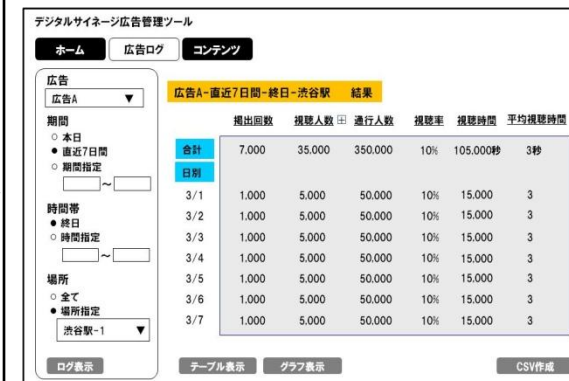 デジタルサイネージ広告管理ツール
ホーム 広告ログ コンテンツ
広告
広告A ▼
期間
○ 本日
● 直近7日間
○ 期間指定
～
時間帯
● 終日
○ 時間指定
～
場所
○ 全て
● 場所指定
渋谷駅-1 ▼
ログ表示
広告A-直近7日間-終日-渋谷駅 結果
掲出回数 視聴人数 ⊞ 通行人数 視聴率 視聴時間 平均視聴時間
合計 7.000 35.000 350.000 10% 105.000秒 3秒
日別
3/1 1.000 5.000 50.000 10% 15.000 3
3/2 1.000 5.000 50.000 10% 15.000 3
3/3 1.000 5.000 50.000 10% 15.000 3
3/4 1.000 5.000 50.000 10% 15.000 3
3/5 1.000 5.000 50.000 10% 15.000 3
3/6 1.000 5.000 50.000 10% 15.000 3
3/7 1.000 5.000 50.000 10% 15.000 3
テーブル表示 グラフ表示 CSV作成